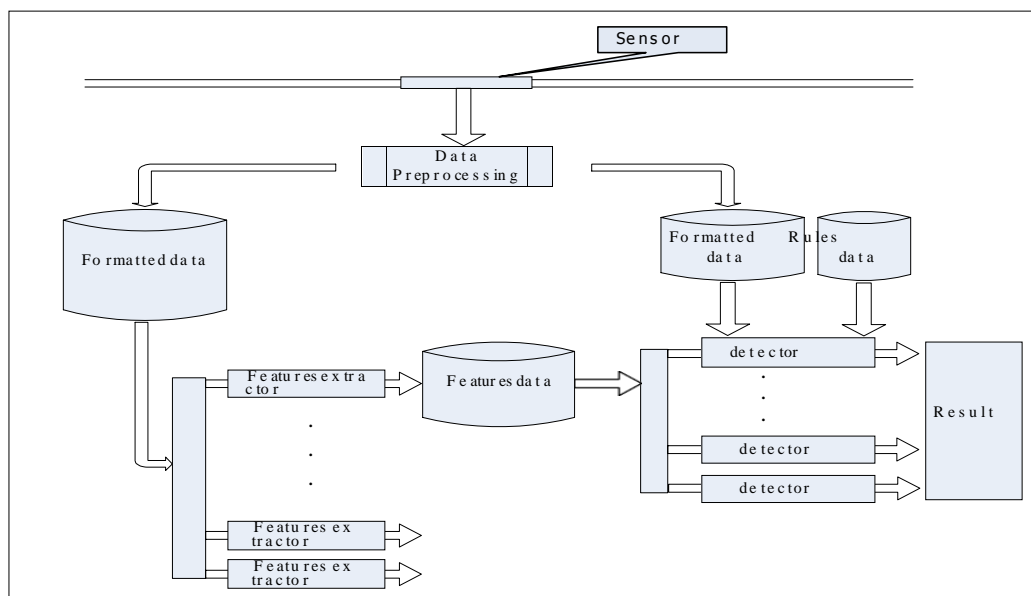 Sensor
Data
Preprocessing
Formatted data
Formatted
data
Rules
data
Features extra
ctor
Features data
detector
Result
detector
detector
Features ex
tractor
Features ex
tractor